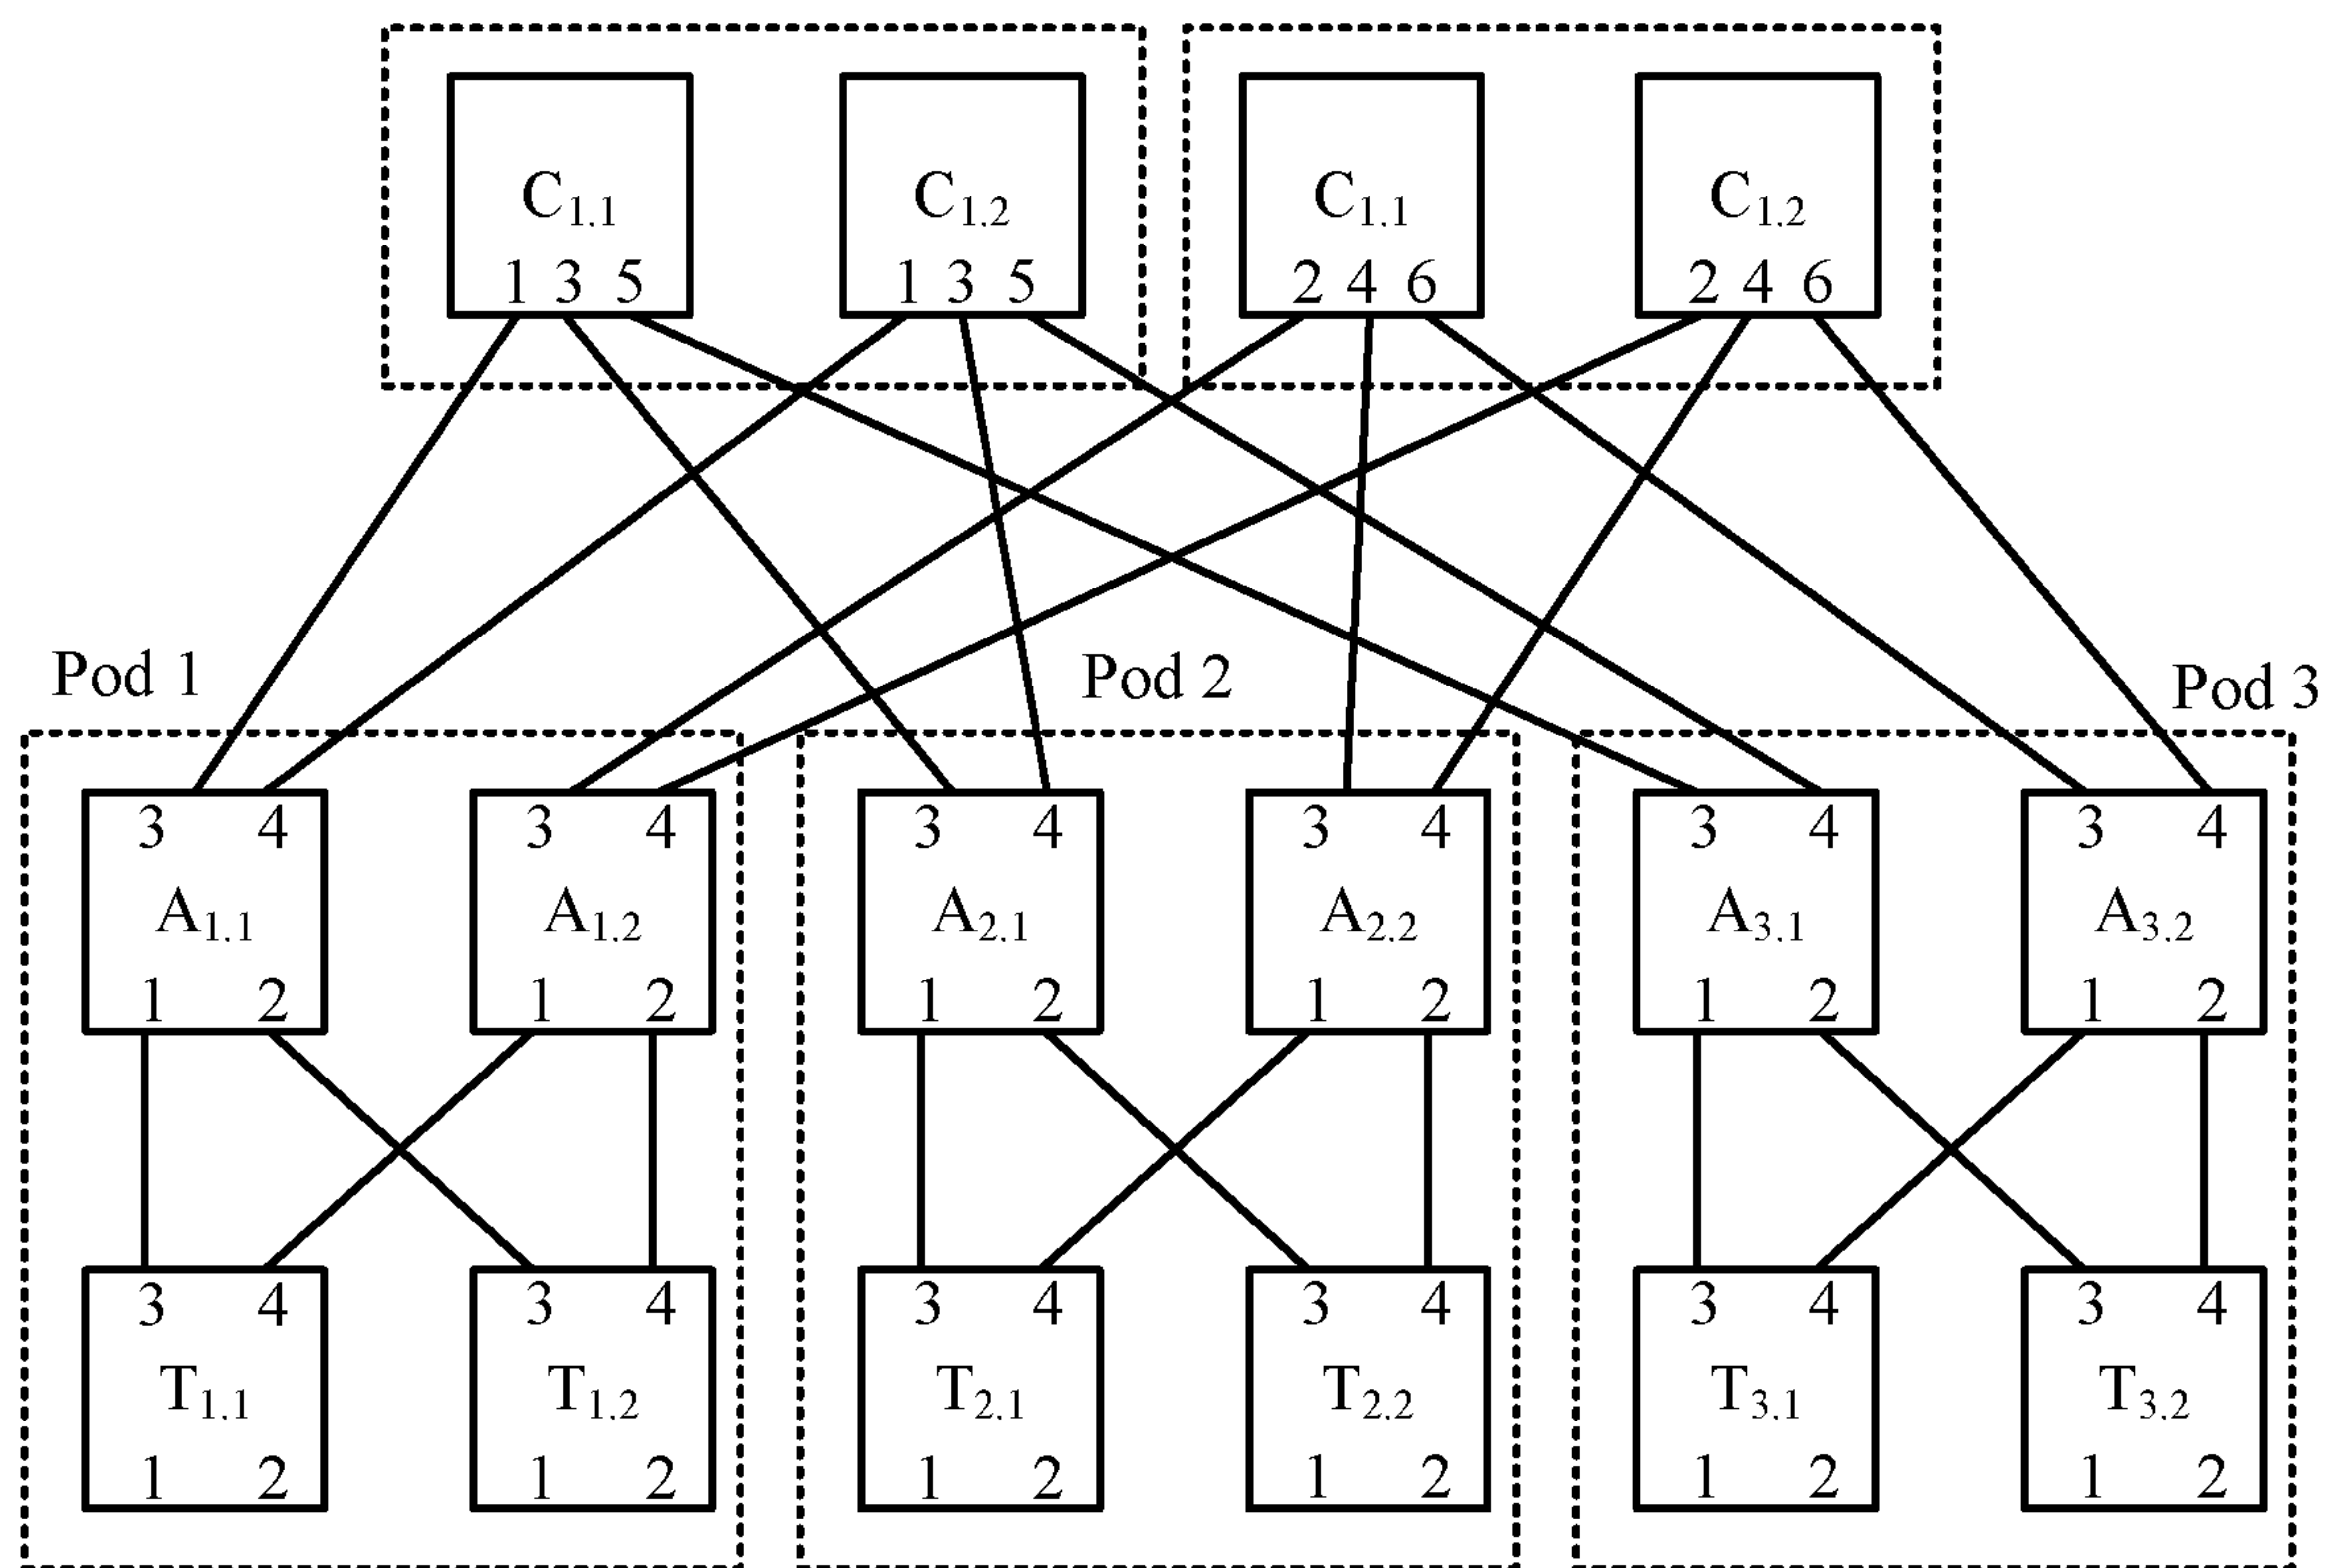 C1,1 C1,2 C1,1 C1,2
1 3 5 1 3 5 2 4 6 2 4 6
Pod 1 Pod 2 Pod 3
3 4 3 4 3 4 3 4 3 4 3 4
A1,1 A1,2 A2,1 A2,2 A3,1 A3,2
1 2 1 2 1 2 1 2 1 2 1 2
3 4 3 4 3 4 3 4 3 4 3 4
T1,1 T1,2 T2,1 T2,2 T3,1 T3,2
1 2 1 2 1 2 1 2 1 2 1 2